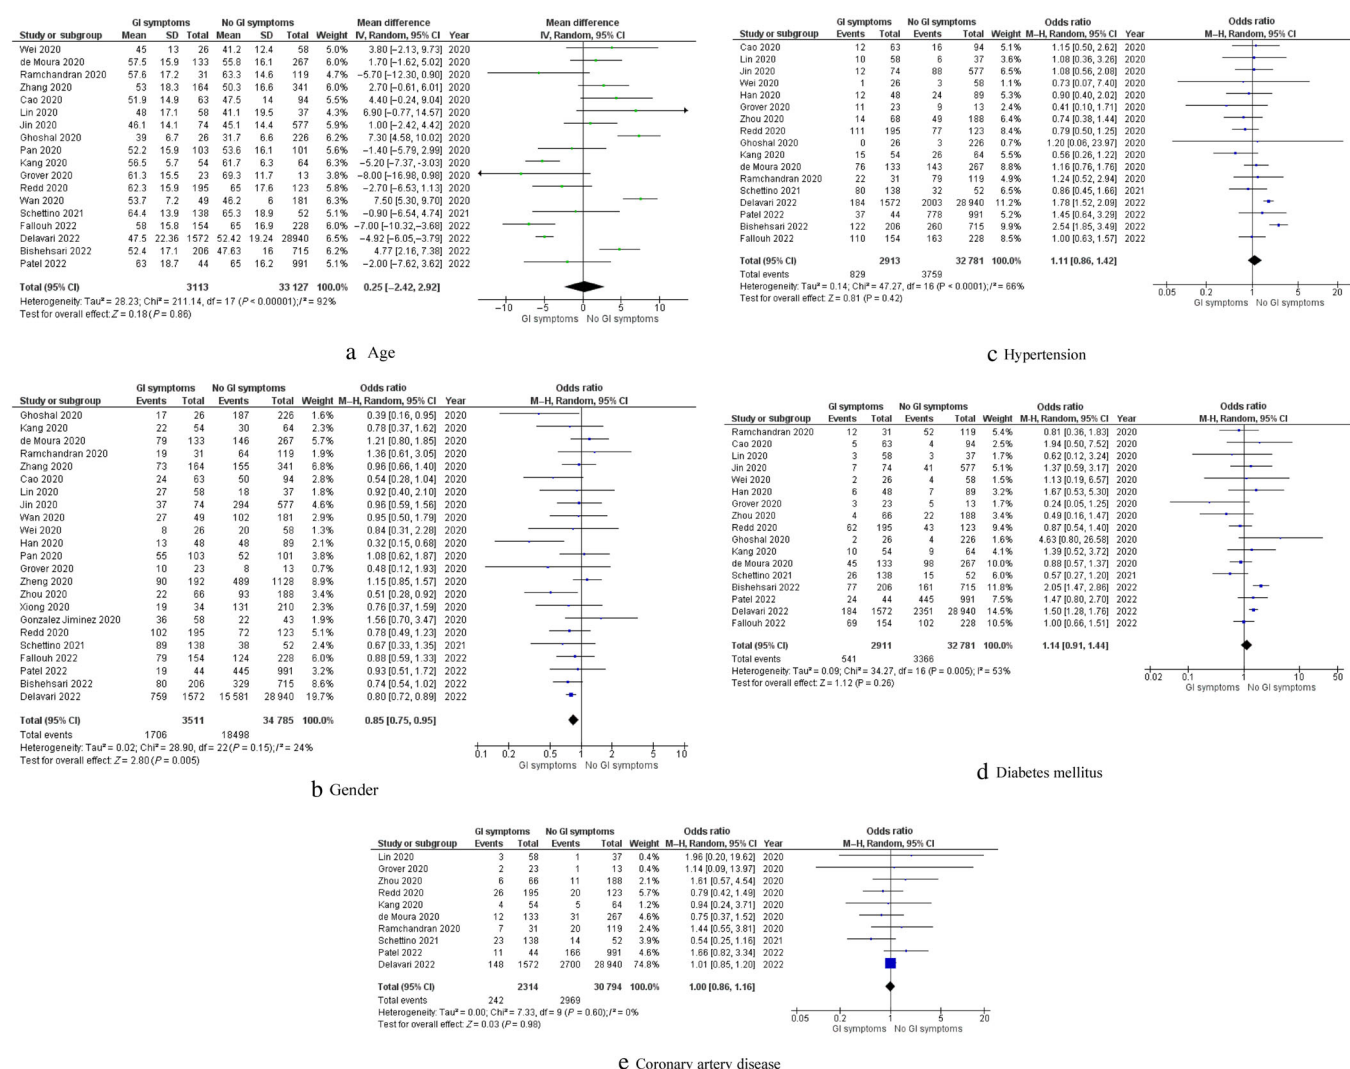 GI symptoms No GI symptoms Mean difference Mean difference
Study or subgroup Mean SD Total Mean SD Total Weight IV, Random, 95% CI Year IV, Random, 95% CI
Wei 2020 45 13 26 41.2 12.4 58 5.0% 3.80 [−2.13, 9.73] 2020
de Moura 2020 57.5 15.9 133 55.8 16.1 267 6.1% 1.70 [−1.62, 5.02] 2020
Ramchandran 2020 57.6 17.2 31 63.3 14.6 119 4.7% −5.70 [−12.30, 0.90] 2020
Zhang 2020 53 18.3 164 50.3 16.6 341 6.1% 2.70 [−0.61, 6.01] 2020
Cao 2020 51.9 14.9 63 47.5 14 94 5.6% 4.40 [−0.24, 9.04] 2020
Lin 2020 48 17.1 58 41.1 19.5 37 4.4% 6.90 [−0.77, 14.57] 2020
Jin 2020 46.1 14.1 74 45.1 14.4 577 6.1% 1.00 [−2.42, 4.42] 2020
Ghoshal 2020 39 6.7 26 31.7 6.6 226 6.3% 7.30 [4.58, 10.02] 2020
Pan 2020 52.2 15.9 103 53.6 16.1 101 5.6% −1.40 [−5.79, 2.99] 2020
Kang 2020 56.5 5.7 54 61.7 6.3 64 6.5% −5.20 [−7.37, −3.03] 2020
Grover 2020 61.3 15.5 23 69.3 11.7 13 3.8% −8.00 [−16.98, 0.98] 2020
Redd 2020 62.3 15.9 195 65 17.6 123 5.9% −2.70 [−6.53, 1.13] 2020
Wan 2020 53.7 7.2 49 46.2 6 181 6.5% 7.50 [5.30, 9.70] 2020
Schettino 2021 64.4 13.9 138 65.3 18.9 52 5.1% −0.90 [−6.54, 4.74] 2021
Fallouh 2022 58 15.8 154 65 16.9 228 6.1% −7.00 [−10.32, −3.68] 2022
Delavari 2022 47.5 22.36 1572 52.42 19.24 28940 6.7% −4.92 [−6.05, −3.79] 2022
Bishehsari 2022 52.4 17.1 206 47.63 16 715 6.4% 4.77 [2.16, 7.38] 2022
Patel 2022 63 18.7 44 65 16.2 991 5.1% −2.00 [−7.62, 3.62] 2022
Total (95% CI) 3113 33 127 100.0% 0.25 [−2.42, 2.92]
Heterogeneity: Tau² = 28.23; Chi² = 211.14, df = 17 (P < 0.00001); I² = 92%
Test for overall effect: Z = 0.18 (P = 0.86)
−10 −5 0 5 10
GI symptoms No GI symptoms
a Age
GI symptoms No GI symptoms Odds ratio Odds ratio
Study or subgroup Events Total Events Total Weight M–H, Random, 95% CI Year M–H, Random, 95% CI
Cao 2020 12 63 16 94 5.1% 1.15 [0.50, 2.62] 2020
Lin 2020 10 58 6 37 3.4% 1.08 [0.36, 3.26] 2020
Jin 2020 12 74 88 577 6.6% 1.08 [0.56, 2.08] 2020
Wei 2020 1 26 3 58 1.1% 0.73 [0.07, 7.40] 2020
Han 2020 12 48 24 89 5.3% 0.90 [0.40, 2.02] 2020
Grover 2020 11 23 9 13 2.3% 0.41 [0.10, 1.71] 2020
Zhou 2020 14 68 49 188 6.5% 0.74 [0.38, 1.44] 2020
Redd 2020 111 195 77 123 8.9% 0.79 [0.50, 1.25] 2020
Ghoshal 2020 0 26 3 226 0.7% 1.20 [0.06, 23.97] 2020
Kang 2020 15 54 26 64 5.5% 0.56 [0.26, 1.22] 2020
de Moura 2020 76 133 143 267 9.4% 1.16 [0.76, 1.76] 2020
Ramchandran 2020 22 31 79 119 5.0% 1.24 [0.52, 2.94] 2020
Schettino 2021 80 138 32 52 6.7% 0.86 [0.45, 1.66] 2021
Delavari 2022 184 1572 2003 28 940 11.7% 1.78 [1.52, 2.09] 2022
Patel 2022 37 44 778 991 5.2% 1.45 [0.64, 3.29] 2022
Bishehsari 2022 122 206 260 715 9.9% 2.54 [1.85, 3.49] 2022
Fallouh 2022 110 154 163 228 8.9% 1.00 [0.63, 1.57] 2022
Total (95% CI) 2913 32 781 100.0% 1.11 [0.86, 1.42]
Total events 829 3759
Heterogeneity: Tau² = 0.14; Chi² = 47.27, df = 16 (P < 0.0001); I² = 66%
Test for overall effect: Z = 0.81 (P = 0.42)
0.05 0.2 1 5 20
GI symptoms No GI symptoms
c Hypertension
GI symptoms No GI symptoms Odds ratio Odds ratio
Study or subgroup Events Total Events Total Weight M–H, Random, 95% CI Year M–H, Random, 95% CI
Ghoshal 2020 17 26 187 226 1.6% 0.39 [0.16, 0.95] 2020
Kang 2020 22 54 30 64 2.3% 0.78 [0.37, 1.62] 2020
de Moura 2020 79 133 146 267 6.4% 1.21 [0.80, 1.85] 2020
Ramchandran 2020 19 31 64 119 1.9% 1.36 [0.61, 3.05] 2020
Zhang 2020 73 164 155 341 7.6% 0.96 [0.66, 1.40] 2020
Cao 2020 24 63 50 94 2.8% 0.54 [0.28, 1.04] 2020
Lin 2020 27 58 18 37 1.8% 0.92 [0.40, 2.10] 2020
Jin 2020 37 74 294 577 4.9% 0.96 [0.59, 1.56] 2020
Wan 2020 27 49 102 181 3.0% 0.95 [0.50, 1.79] 2020
Wei 2020 8 26 20 58 1.3% 0.84 [0.31, 2.28] 2020
Han 2020 13 48 48 89 2.2% 0.32 [0.15, 0.68] 2020
Pan 2020 55 103 52 101 3.8% 1.08 [0.62, 1.87] 2020
Grover 2020 10 23 8 13 0.7% 0.48 [0.12, 1.93] 2020
Zheng 2020 90 192 489 1128 9.9% 1.15 [0.85, 1.57] 2020
Zhou 2020 22 66 93 188 3.5% 0.51 [0.28, 0.92] 2020
Xiong 2020 19 34 131 210 2.3% 0.76 [0.37, 1.59] 2020
Gonzalez Jiminez 2020 36 58 22 43 1.9% 1.56 [0.70, 3.47] 2020
Redd 2020 102 195 72 123 5.4% 0.78 [0.49, 1.23] 2020
Schettino 2021 89 138 38 52 2.7% 0.67 [0.33, 1.35] 2021
Fallouh 2022 79 154 124 228 6.6% 0.88 [0.59, 1.33] 2022
Patel 2022 19 44 445 991 3.3% 0.93 [0.51, 1.72] 2022
Bishehsari 2022 80 206 329 715 9.4% 0.74 [0.54, 1.02] 2022
Delavari 2022 759 1572 15 581 28 940 19.7% 0.80 [0.72, 0.89] 2022
Total (95% CI) 3511 34 785 100.0% 0.85 [0.75, 0.95]
Total events 1706 18498
Heterogeneity: Tau² = 0.02; Chi² = 28.90, df = 22 (P = 0.15); I² = 24%
Test for overall effect: Z = 2.80 (P = 0.005)
0.1 0.2 0.5 1 2 5 10
GI symptoms No GI symptoms
b Gender
GI symptoms No GI symptoms Odds ratio Odds ratio
Study or subgroup Events Total Events Total Weight M-H, Random, 95% CI Year M-H, Random, 95% CI
Ramchandran 2020 12 31 52 119 5.4% 0.81 [0.36, 1.83] 2020
Cao 2020 5 63 4 94 2.5% 1.94 [0.50, 7.52] 2020
Lin 2020 3 58 3 37 1.7% 0.62 [0.12, 3.24] 2020
Jin 2020 7 74 41 577 5.2% 1.37 [0.59, 3.17] 2020
Wei 2020 2 26 4 58 1.5% 1.13 [0.19, 6.57] 2020
Han 2020 6 48 7 89 3.3% 1.67 [0.53, 5.30] 2020
Grover 2020 3 23 5 13 1.7% 0.24 [0.05, 1.25] 2020
Zhou 2020 4 66 22 188 3.5% 0.49 [0.16, 1.47] 2020
Redd 2020 62 195 43 123 9.4% 0.87 [0.54, 1.40] 2020
Ghoshal 2020 2 26 4 226 1.6% 4.63 [0.80, 26.58] 2020
Kang 2020 10 54 9 64 4.1% 1.39 [0.52, 3.72] 2020
de Moura 2020 45 133 98 267 10.2% 0.88 [0.57, 1.37] 2020
Schettino 2021 26 138 15 52 6.0% 0.57 [0.27, 1.20] 2021
Bishehsari 2022 77 206 161 715 12.3% 2.05 [1.47, 2.86] 2022
Patel 2022 24 44 445 991 8.0% 1.47 [0.80, 2.70] 2022
Delavari 2022 184 1572 2351 28 940 14.9% 1.50 [1.28, 1.76] 2022
Fallouh 2022 69 154 102 228 10.5% 1.00 [0.66, 1.51] 2022
Total (95% CI) 2911 32 781 100.0% 1.14 [0.91, 1.44]
Total events 541 3366
Heterogeneity: Tau² = 0.09; Chi² = 34.27, df = 16 (P = 0.005); I² = 53%
Test for overall effect: Z = 1.12 (P = 0.26)
0.02 0.1 1 10 50
GI symptoms No GI symptoms
d Diabetes mellitus
GI symptoms No GI symptoms Odds ratio Odds ratio
Study or subgroup Events Total Events Total Weight M–H, Random, 95% CI Year M–H, Random, 95% CI
Lin 2020 3 58 1 37 0.4% 1.96 [0.20, 19.62] 2020
Grover 2020 2 23 1 13 0.4% 1.14 [0.09, 13.97] 2020
Zhou 2020 6 66 11 188 2.1% 1.61 [0.57, 4.54] 2020
Redd 2020 26 195 20 123 5.6% 0.79 [0.42, 1.49] 2020
Kang 2020 4 54 5 64 1.2% 0.94 [0.24, 3.71] 2020
de Moura 2020 12 133 31 267 4.6% 0.75 [0.37, 1.52] 2020
Ramchandran 2020 7 31 20 119 2.4% 1.44 [0.55, 3.81] 2020
Schettino 2021 23 138 14 52 3.9% 0.54 [0.25, 1.16] 2021
Patel 2022 11 44 166 991 4.6% 1.66 [0.82, 3.34] 2022
Delavari 2022 148 1572 2700 28 940 74.8% 1.01 [0.85, 1.20] 2022
Total (95% CI) 2314 30 794 100.0% 1.00 [0.86, 1.16]
Total events 242 2969
Heterogeneity: Tau² = 0.00; Chi² = 7.33, df = 9 (P = 0.60); I² = 0%
Test for overall effect: Z = 0.03 (P = 0.98)
0.05 0.2 1 5 20
GI symptoms No GI symptoms
e Coronary artery disease